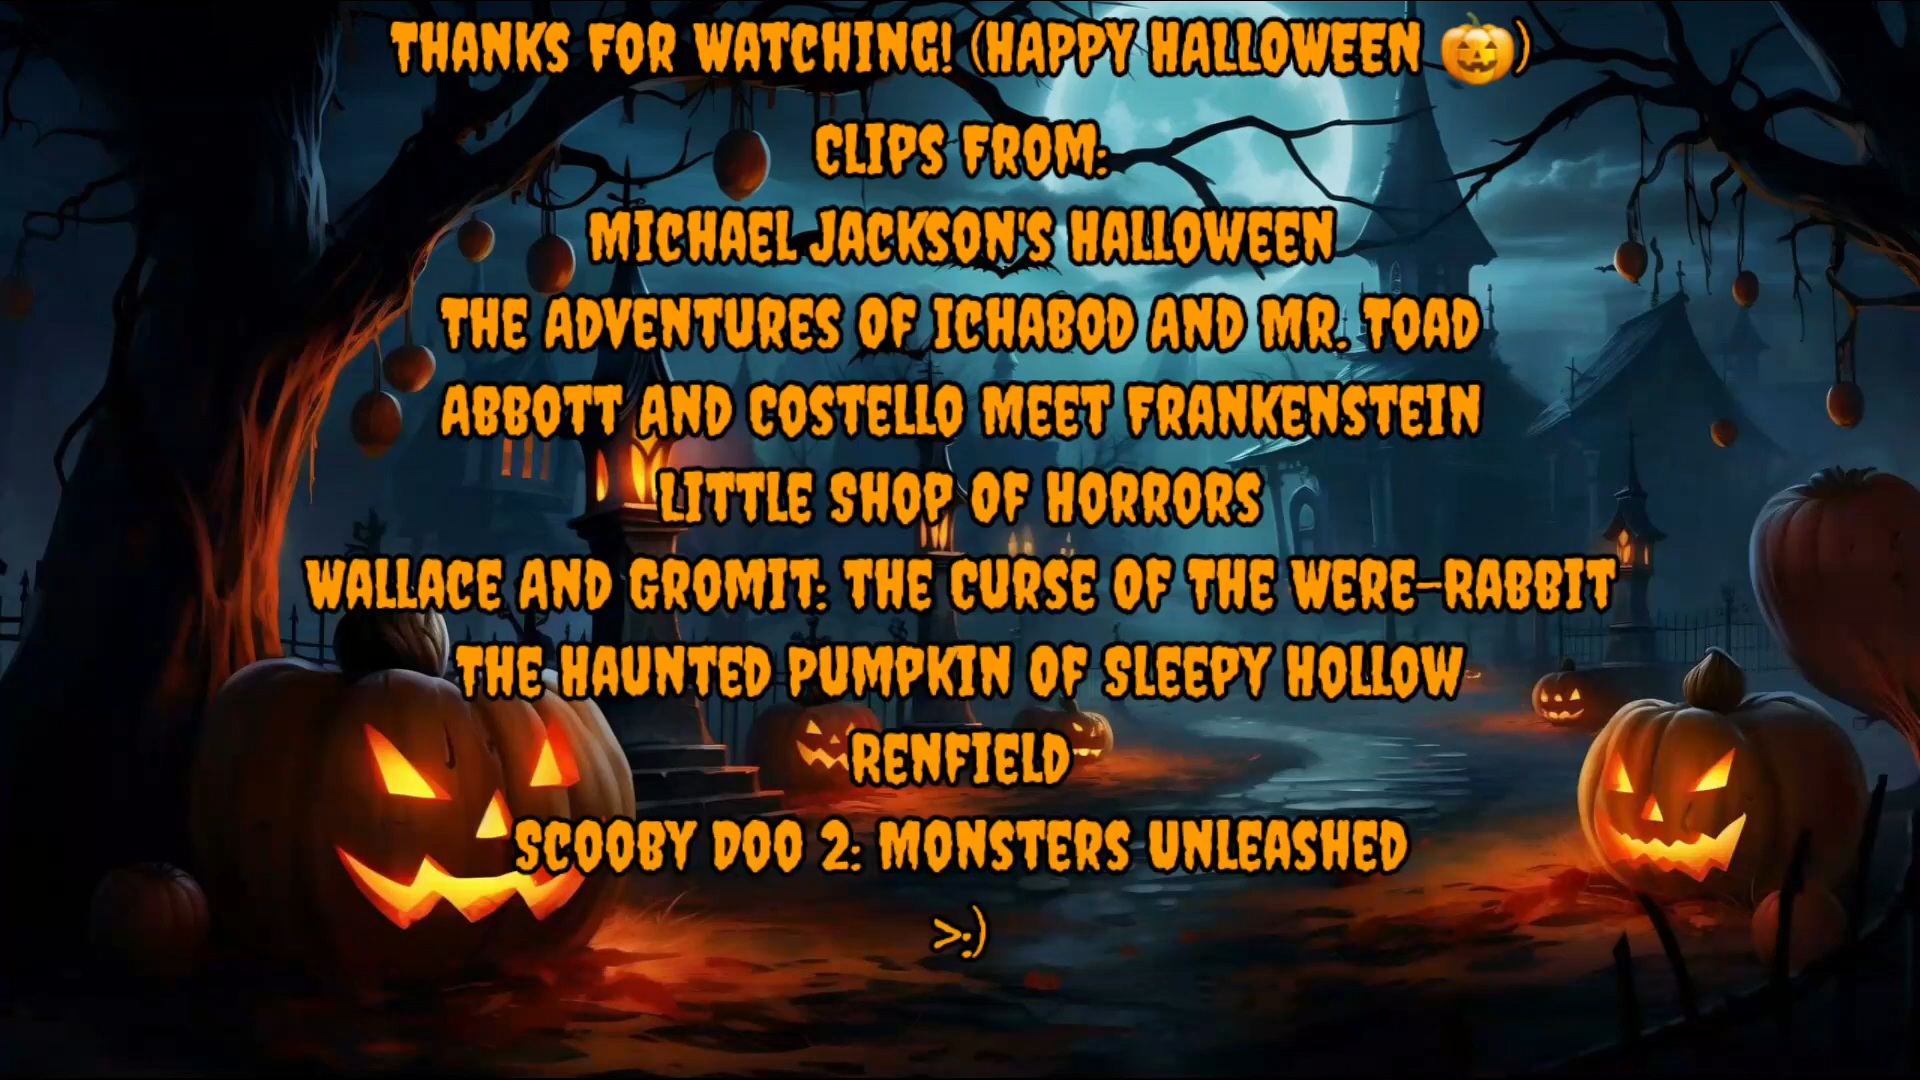 THANKS FOR WATCHING! (HAPPY HALLOWEEN 🎃)
CLIPS FROM:
MICHAEL JACKSON'S HALLOWEEN
THE ADVENTURES OF ICHABOD AND MR. TOAD
ABBOTT AND COSTELLO MEET FRANKENSTEIN
LITTLE SHOP OF HORRORS
WALLACE AND GROMIT: THE CURSE OF THE WERE-RABBIT
THE HAUNTED PUMPKIN OF SLEEPY HOLLOW
RENFIELD
SCOOBY DOO 2: MONSTERS UNLEASHED
>:)